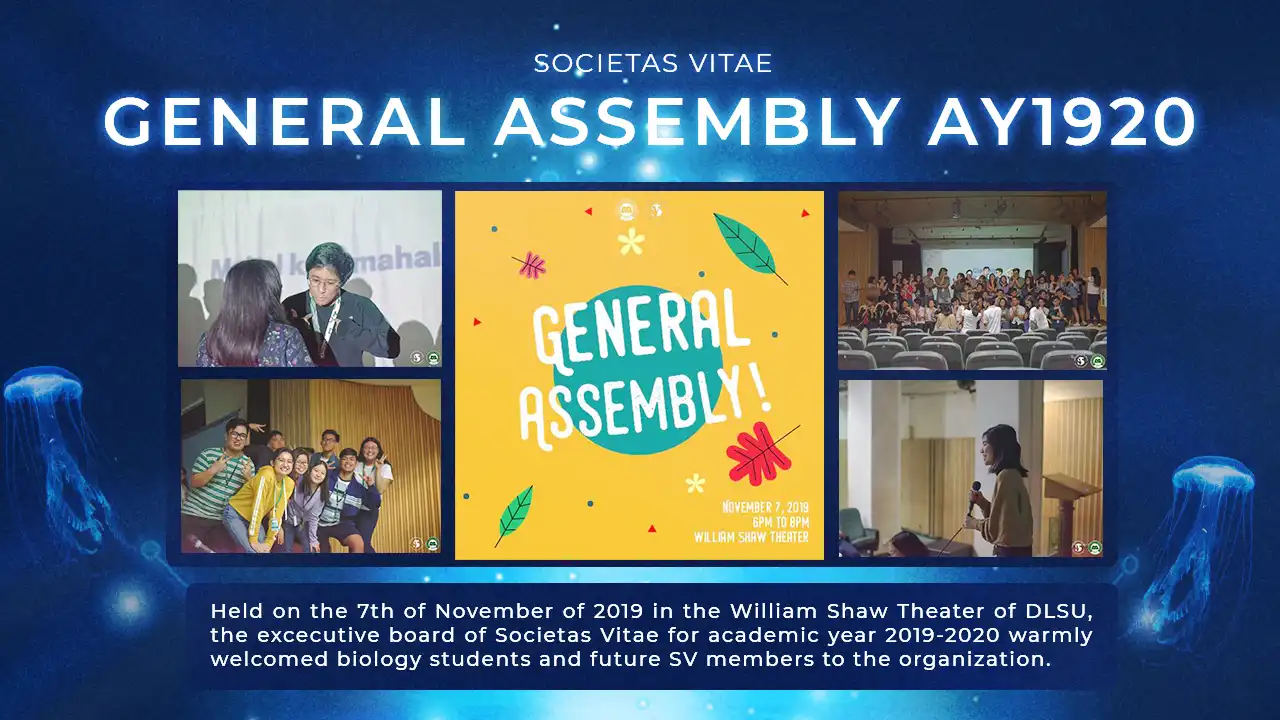 SOCIETAS VITAE
GENERAL ASSEMBLY AY1920
mahal
GENERAL
ASSEMBLY!
NOVEMBER 7, 2019
6PM TO 8PM
WILLIAM SHAW THEATER
Held on the 7th of November of 2019 in the William Shaw Theater of DLSU,
the excecutive board of Societas Vitae for academic year 2019-2020 warmly
welcomed biology students and future SV members to the organization.